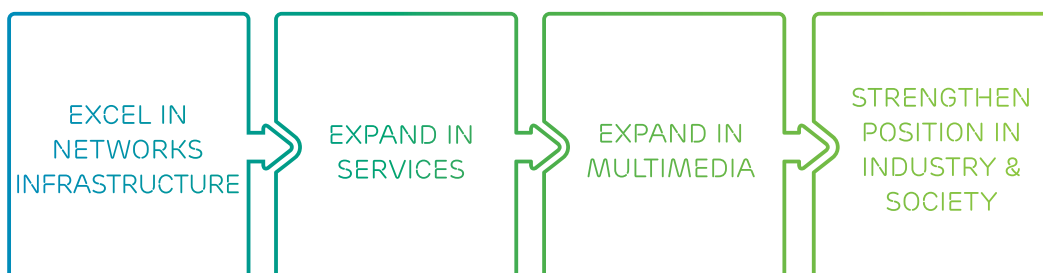 EXCEL IN
NETWORKS
INFRASTRUCTURE
EXPAND IN
SERVICES
EXPAND IN
MULTIMEDIA
STRENGTHEN
POSITION IN
INDUSTRY &
SOCIETY